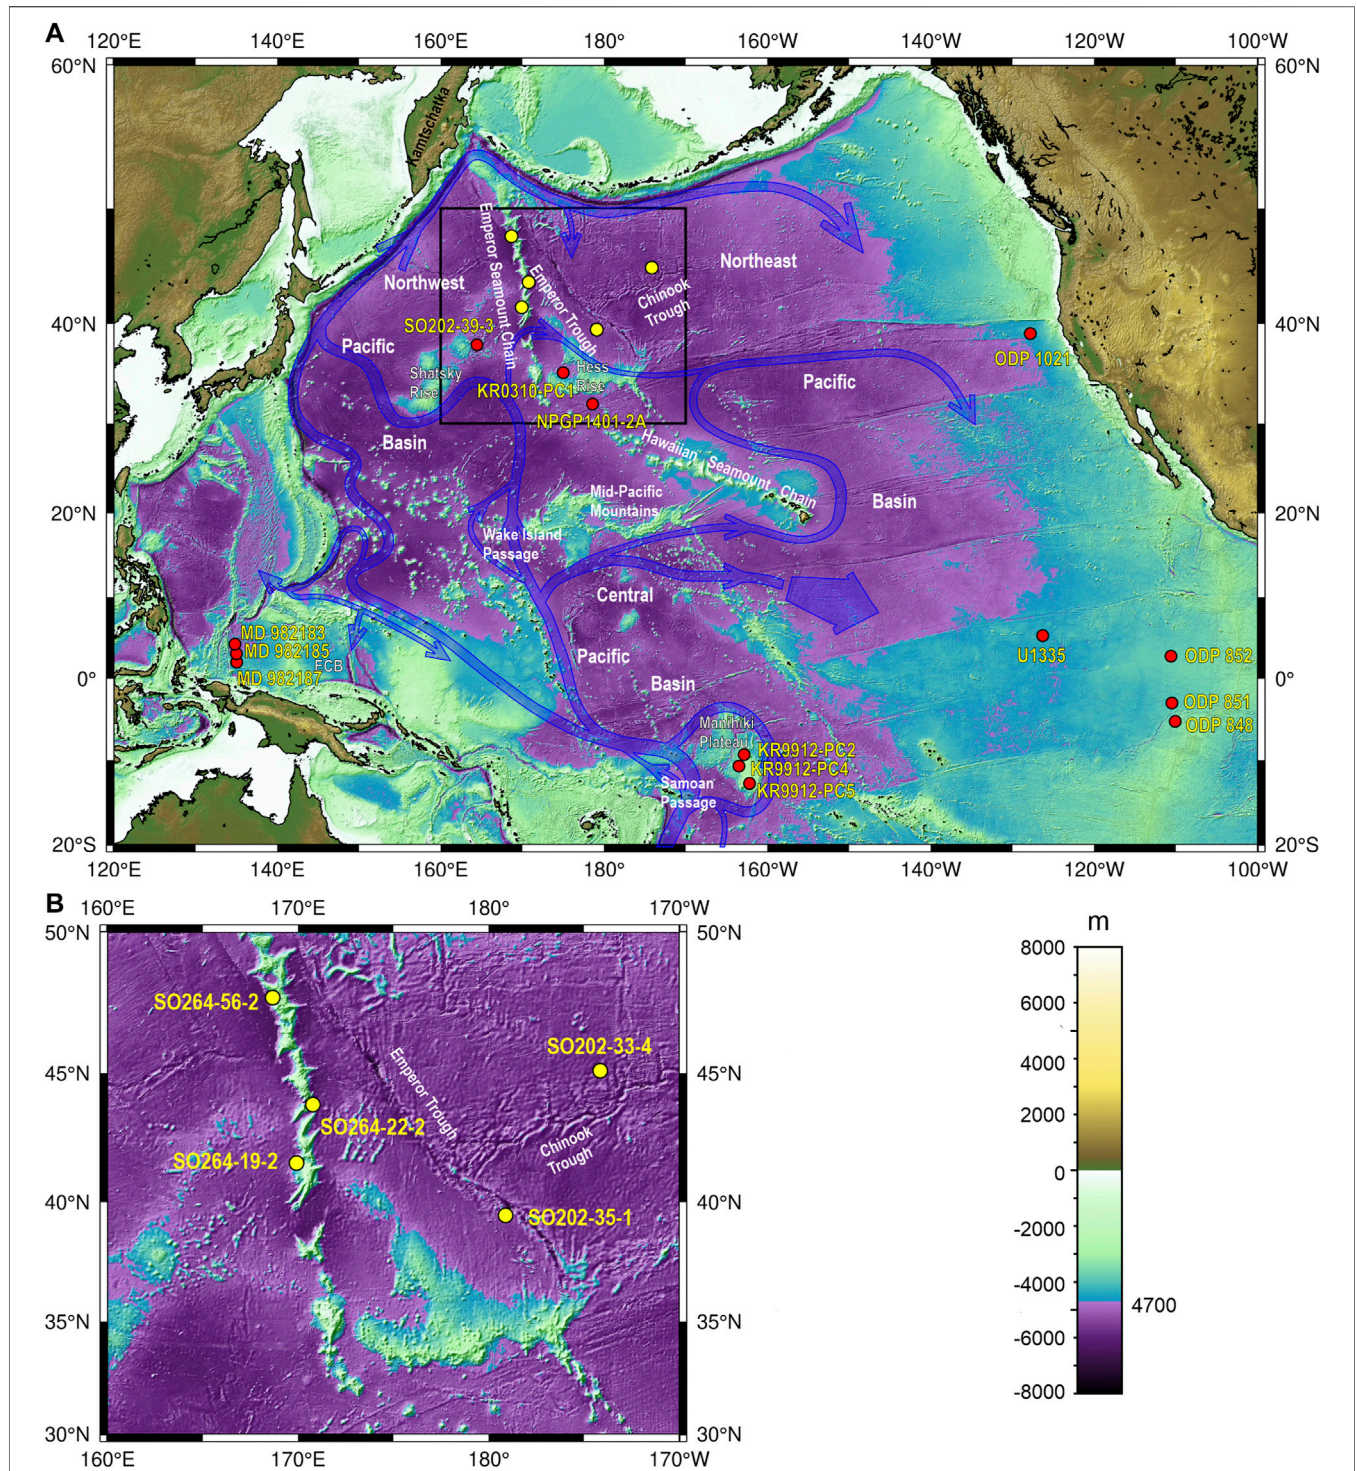 A
120°E 140°E 160°E 180° 160°W 140°W 120°W 100°W
60°N 60°N
Kamtschatka
Emperor Seamount Chain
Emperor Trough
Northeast
Northwest
Chinook
Trough
40°N 40°N
SO202-39-3
ODP 1021
Pacific
Shatsky
Rise
Hess
Rise
Pacific
KR0310-PC1
NPGP1401-2A
Basin
Hawaiian Seamount Chain
Mid-Pacific
Mountains
Basin
20°N 20°N
Wake Island
Passage
Central
MD 982183
MD 982185
ECB
MD 982187
Pacific
U1335
ODP 852
0° 0°
Basin
ODP 851
ODP 848
Manihiki
Plateau
KR9912-PC2
KR9912-PC4
KR9912-PC5
Samoan
Passage
20°S 20°S
120°E 140°E 160°E 180° 160°W 140°W 120°W 100°W
B
160°E 170°E 180° 170°W
50°N 50°N
SO264-56-2
SO202-33-4
45°N 45°N
Emperor Trough
SO264-22-2
Chinook
Trough
SO264-19-2
40°N 40°N
SO202-35-1
35°N 35°N
30°N 30°N
160°E 170°E 180° 170°W
m
8000
6000
4000
2000
0
-2000
-4000
4700
-6000
-8000